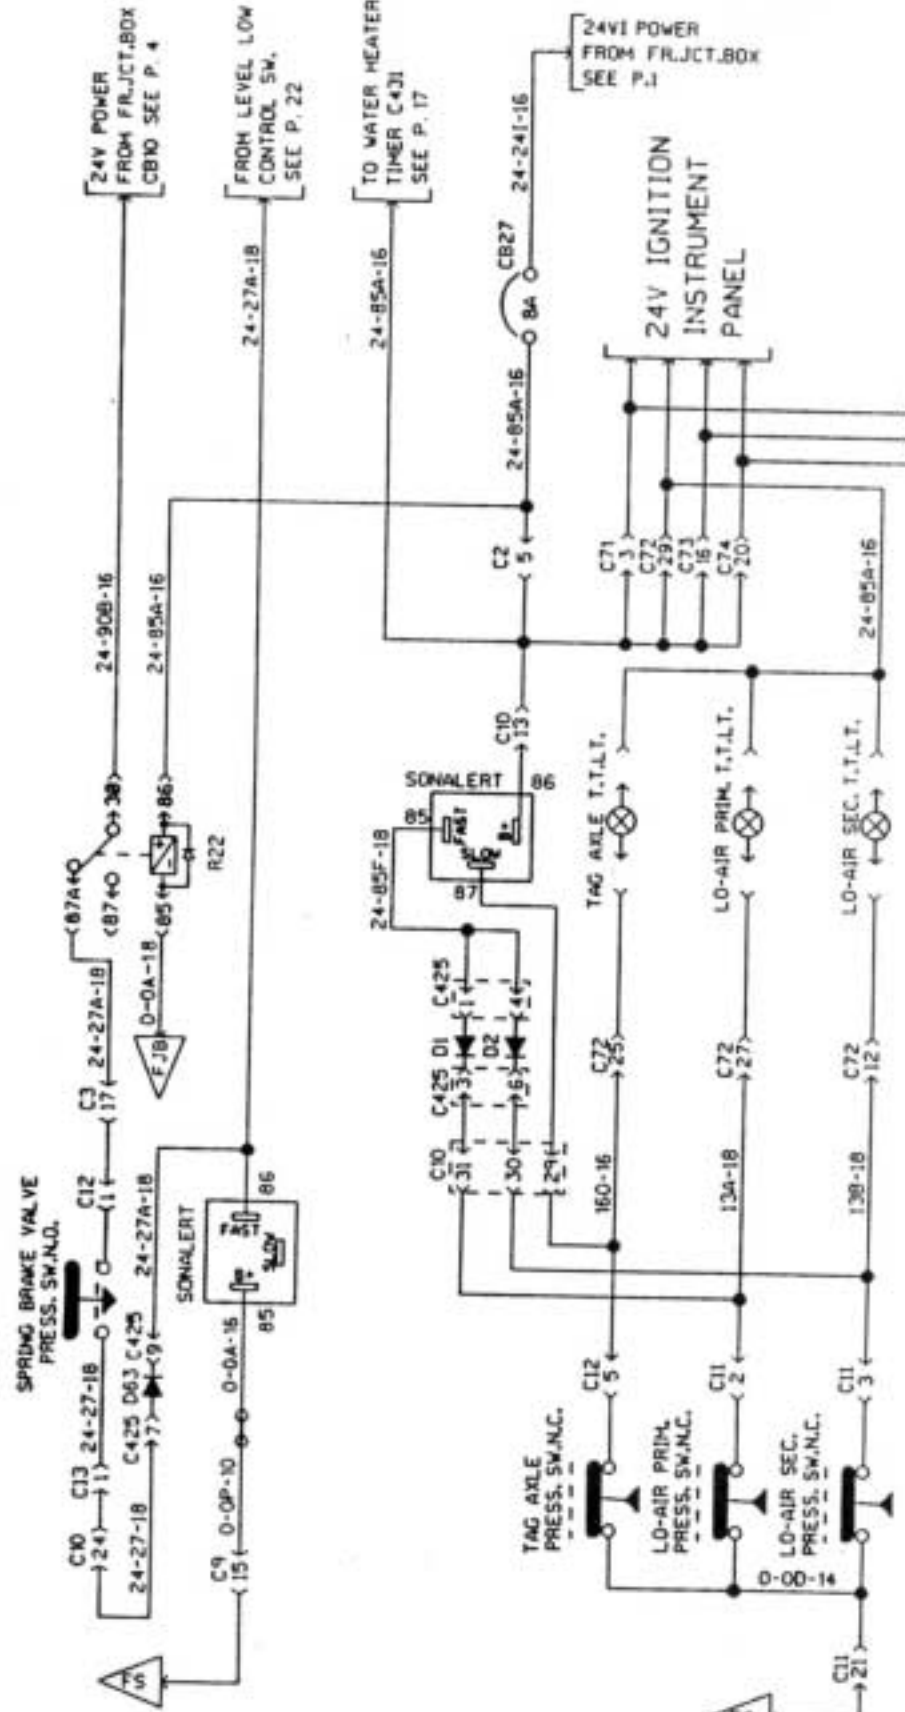 24V POWER
FROM FR.JCT.BOX
CB10 SEE P. 4
FROM LEVEL LOW
CONTROL SW.
SEE P. 22
TO WATER HEATER
TIMER C431
SEE P. 17
24VI POWER
FROM FR.JCT.BOX
SEE P.1
24-27A-18
24-85A-16
24-24I-16
CB27
8A
24-85A-16
24V IGNITION
INSTRUMENT
PANEL
24-90B-16
24-85A-16
C2
5
C71
3
C72
29
C73
16
C74
20
24-85A-16
C10
13
87A
30
87
86
85
R22
SONALERT
86
85
FAST
B+
SLOW
87
TAG AXLE T.T.LT.
LO-AIR PRIM. T.T.LT.
LO-AIR SEC. T.T.LT.
24-27A-18
0-0A-18
FJB
24-85F-18
C425
1
4
D1
D2
C425
3
6
C72
25
C72
27
C72
12
C3
17
C10
31
30
29
160-16
13A-18
13B-18
SPRING BRAKE VALVE
PRESS. SW.N.O.
C12
1
24-27A-18
SONALERT
86
FAST
SLOW
B+
85
24-27-18
C425 D63 C425
7
9
0-0A-16
C12
5
C11
2
C11
3
C13
1
C10
24
24-27-18
0-0P-10
C9
15
TAG AXLE
PRESS. SW.N.C.
LO-AIR PRIM.
PRESS. SW.N.C.
LO-AIR SEC.
PRESS. SW.N.C.
0-0D-14
FS
C11
21